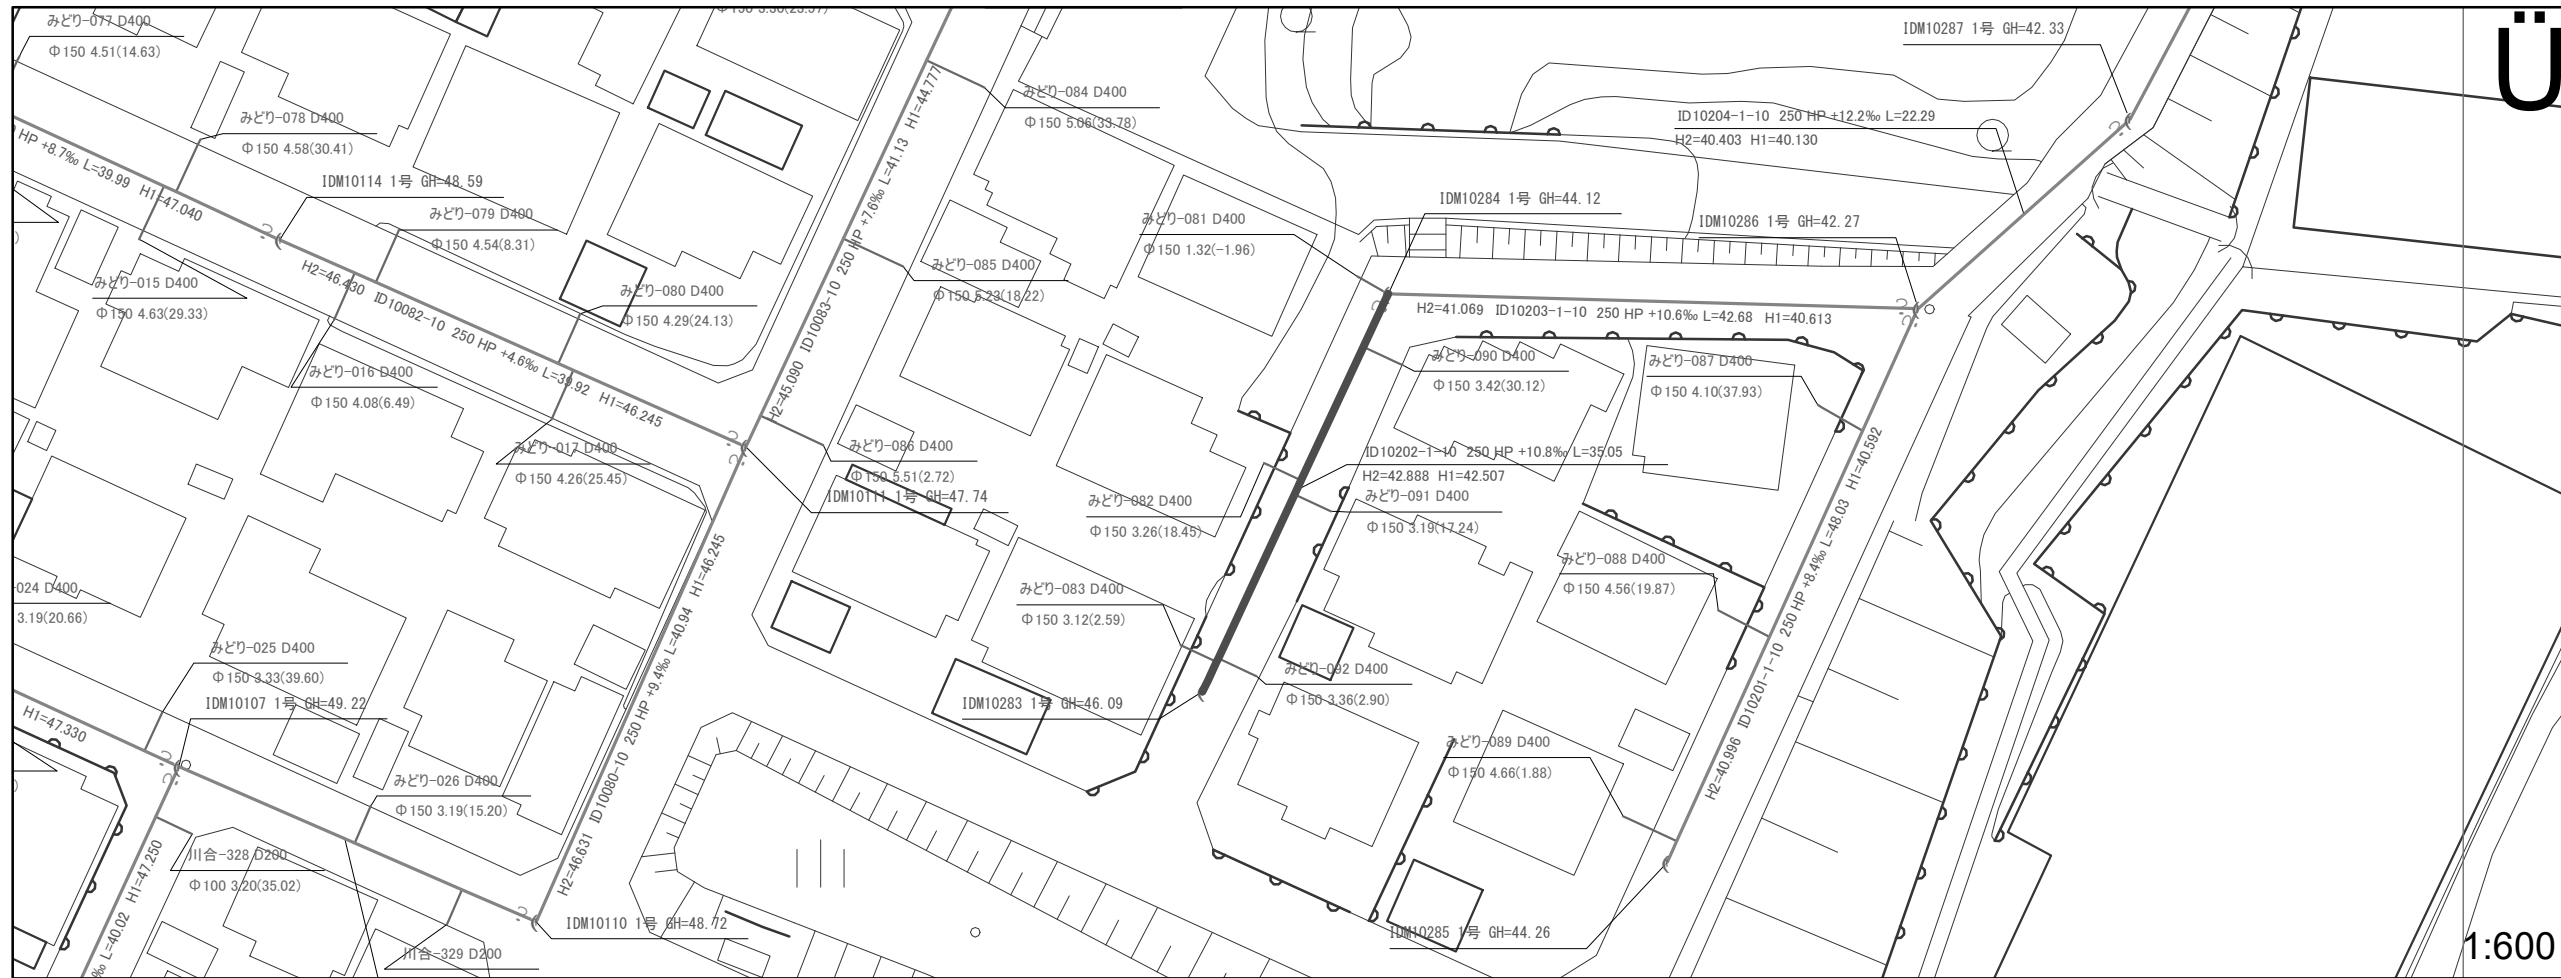 みどり-077 D400
Φ150 4.51(14.63)
Φ150 3.30(23.57)
IDM10287 1号 GH=42.33
Ü
みどり-078 D400
Φ150 4.58(30.41)
みどり-084 D400
Φ150 5.06(33.78)
ID10204-1-10 250 HP +12.2‰ L=22.29
H2=40.403 H1=40.130
HP +8.7‰ L=39.99 H1=47.040
IDM10114 1号 GH=48.59
みどり-079 D400
Φ150 4.54(8.31)
H2=45.090 ID10083-10 250 HP +7.6‰ L=41.13 H1=44.777
みどり-081 D400
Φ150 1.32(-1.96)
IDM10284 1号 GH=44.12
IDM10286 1号 GH=42.27
みどり-015 D400
Φ150 4.63(29.33)
H2=46.430 ID10082-10 250 HP +4.6‰ L=39.92 H1=46.245
みどり-080 D400
Φ150 4.29(24.13)
みどり-085 D400
Φ150 5.23(18.22)
H2=41.069 ID10203-1-10 250 HP +10.6‰ L=42.68 H1=40.613
みどり-016 D400
Φ150 4.08(6.49)
みどり-090 D400
Φ150 3.42(30.12)
みどり-087 D400
Φ150 4.10(37.93)
みどり-017 D400
Φ150 4.26(25.45)
みどり-086 D400
Φ150 5.51(2.72)
IDM10111 1号 GH=47.74
みどり-082 D400
Φ150 3.26(18.45)
ID10202-1-10 250 HP +10.8‰ L=35.05
H2=42.888 H1=42.507
みどり-091 D400
Φ150 3.19(17.24)
みどり-088 D400
Φ150 4.56(19.87)
H2=40.996 ID10201-1-10 250 HP +8.4‰ L=48.03 H1=40.592
-024 D400
3.19(20.66)
みどり-083 D400
Φ150 3.12(2.59)
H2=46.631 ID10080-10 250 HP +9.4‰ L=40.94 H1=46.245
みどり-025 D400
Φ150 3.33(39.60)
IDM10107 1号 GH=49.22
みどり-092 D400
Φ150 3.36(2.90)
IDM10283 1号 GH=46.09
H1=47.330
みどり-089 D400
Φ150 4.66(1.88)
みどり-026 D400
Φ150 3.19(15.20)
川合-328 D200
Φ100 3.20(35.02)
‰ L=40.02 H1=47.250
IDM10110 1号 GH=48.72
川合-329 D200
IDM10285 1号 GH=44.26
1:600